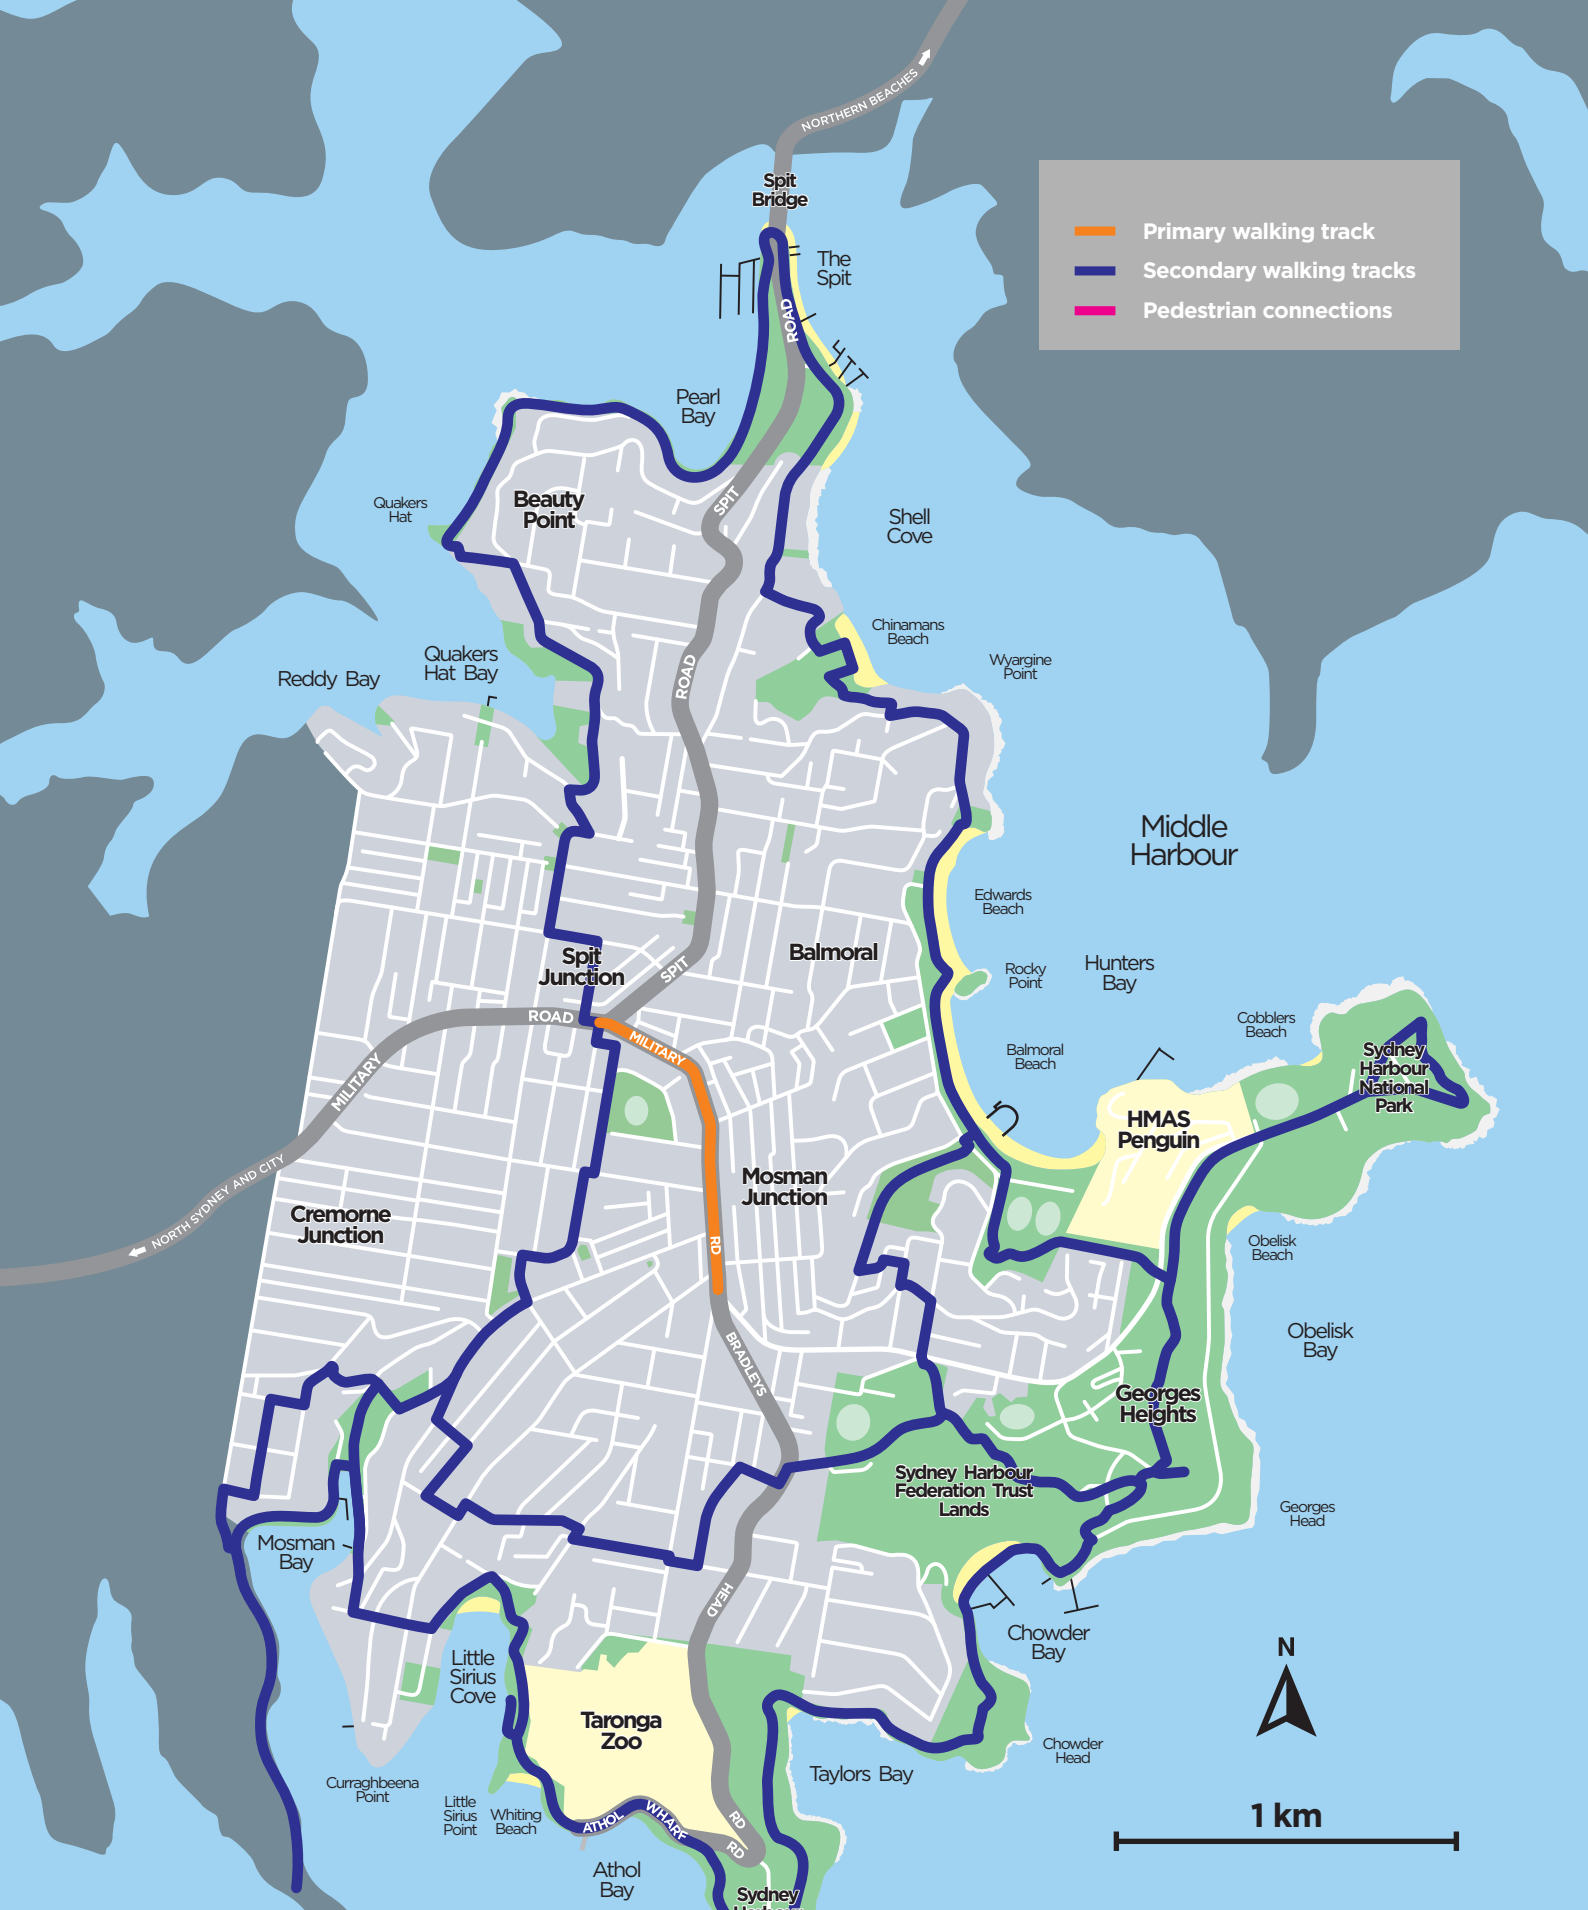 NORTHERN BEACHES
Spit
Bridge
Primary walking track
Secondary walking tracks
Pedestrian connections
The
Spit
ROAD
Pearl
Bay
Quakers
Hat
Beauty
Point
SPIT
Shell
Cove
Chinamans
Beach
Wyargine
Point
Quakers
Hat Bay
Reddy Bay
ROAD
Middle
Harbour
Edwards
Beach
Balmoral
Spit
Junction
SPIT
Rocky
Point
Hunters
Bay
Cobblers
Beach
ROAD
MILITARY
MILITARY
Balmoral
Beach
Sydney
Harbour
National
Park
HMAS
Penguin
Mosman
Junction
NORTH SYDNEY AND CITY
Cremorne
Junction
RD
Obelisk
Beach
Obelisk
Bay
BRADLEYS
Georges
Heights
Sydney Harbour
Federation Trust
Lands
Georges
Head
Mosman
Bay
HEAD
Chowder
Bay
N
Little
Sirius
Cove
Taronga
Zoo
Chowder
Head
Taylors Bay
Curraghbeena
Point
Little
Sirius
Point
Whiting
Beach
ATHOL
WHARF
RD
RD
1 km
Athol
Bay
Sydney